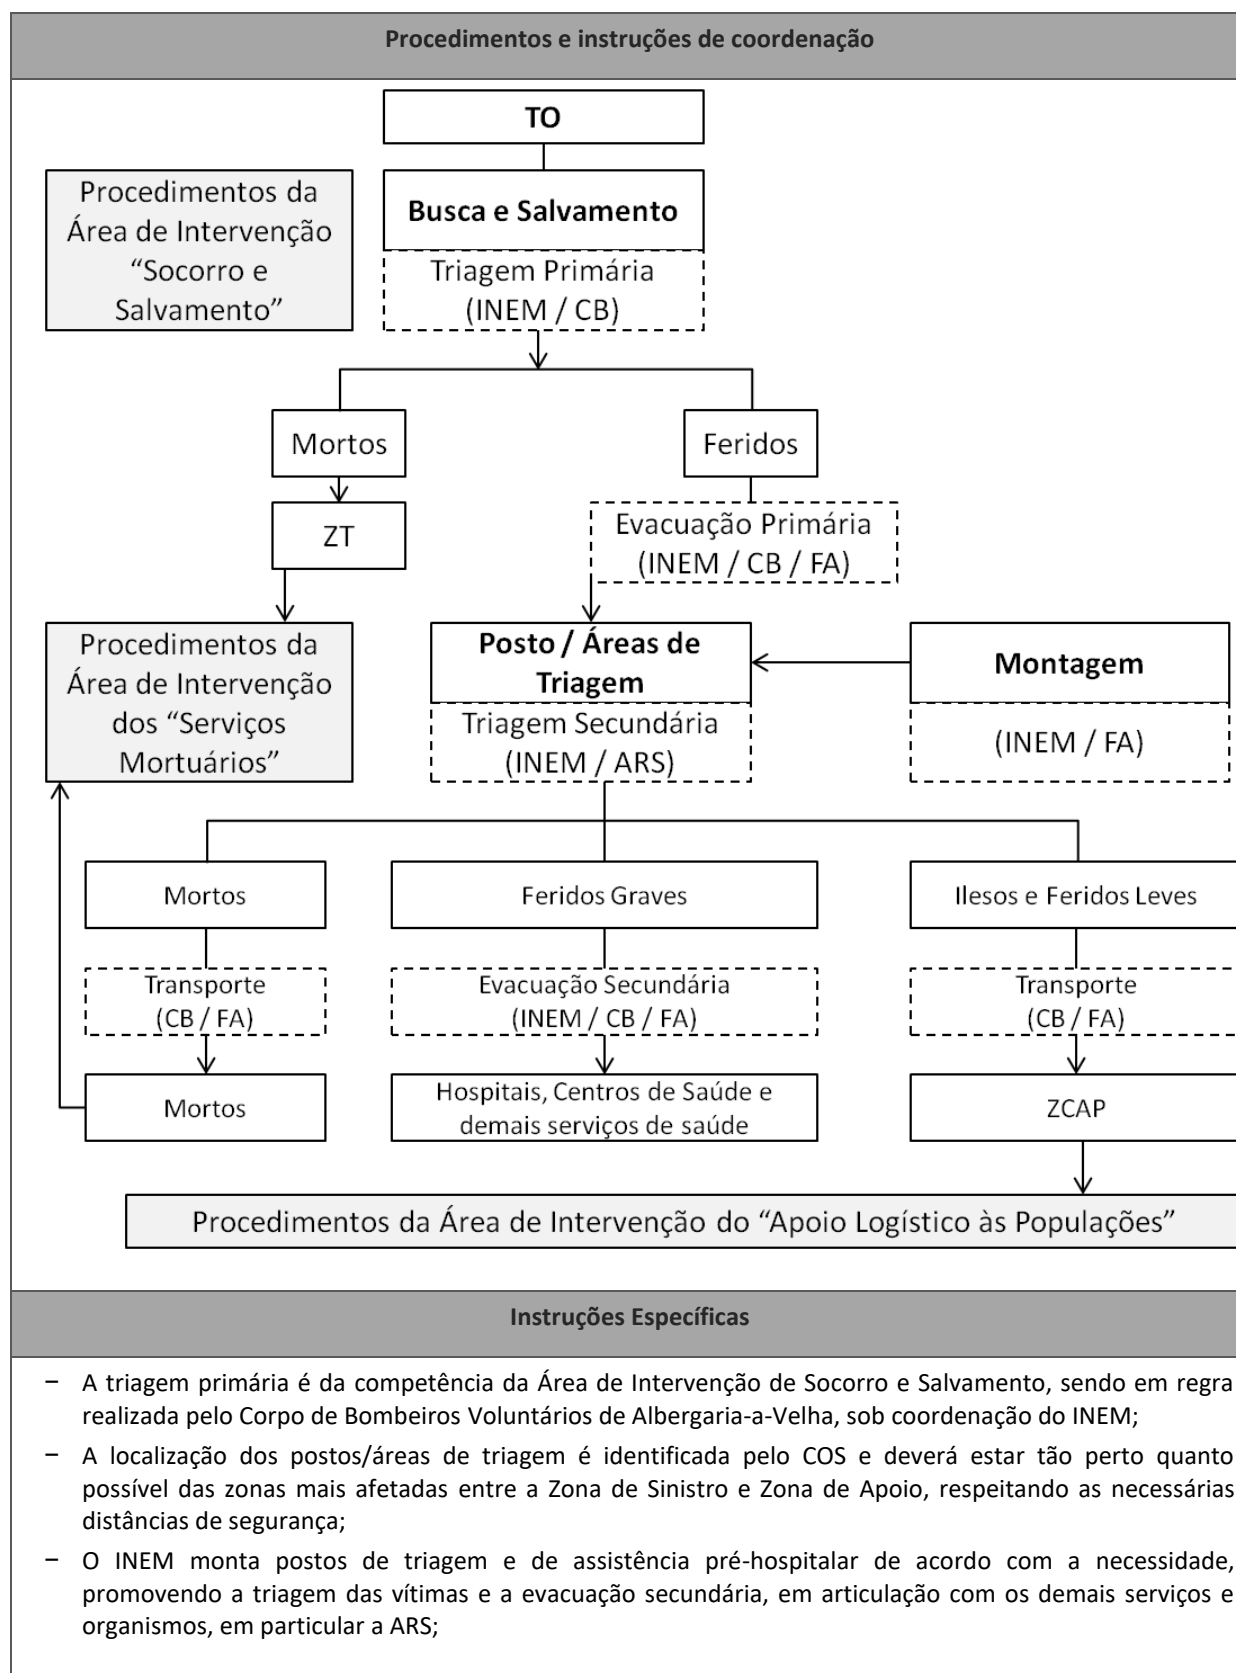 Procedimentos e instruções de coordenação
TO
Procedimentos da
Área de Intervenção
“Socorro e
Salvamento”
Busca e Salvamento
Triagem Primária
(INEM / CB)
Mortos
Feridos
ZT
Evacuação Primária
(INEM / CB / FA)
Procedimentos da
Área de Intervenção
dos “Serviços
Mortuários”
Posto / Áreas de
Triagem
Triagem Secundária
(INEM / ARS)
Montagem
(INEM / FA)
Mortos
Feridos Graves
Ilesos e Feridos Leves
Transporte
(CB / FA)
Evacuação Secundária
(INEM / CB / FA)
Transporte
(CB / FA)
Mortos
Hospitais, Centros de Saúde e
demais serviços de saúde
ZCAP
Procedimentos da Área de Intervenção do “Apoio Logístico às Populações”
Instruções Específicas
− A triagem primária é da competência da Área de Intervenção de Socorro e Salvamento, sendo em regra
realizada pelo Corpo de Bombeiros Voluntários de Albergaria-a-Velha, sob coordenação do INEM;
− A localização dos postos/áreas de triagem é identificada pelo COS e deverá estar tão perto quanto
possível das zonas mais afetadas entre a Zona de Sinistro e Zona de Apoio, respeitando as necessárias
distâncias de segurança;
− O INEM monta postos de triagem e de assistência pré-hospitalar de acordo com a necessidade,
promovendo a triagem das vítimas e a evacuação secundária, em articulação com os demais serviços e
organismos, em particular a ARS;